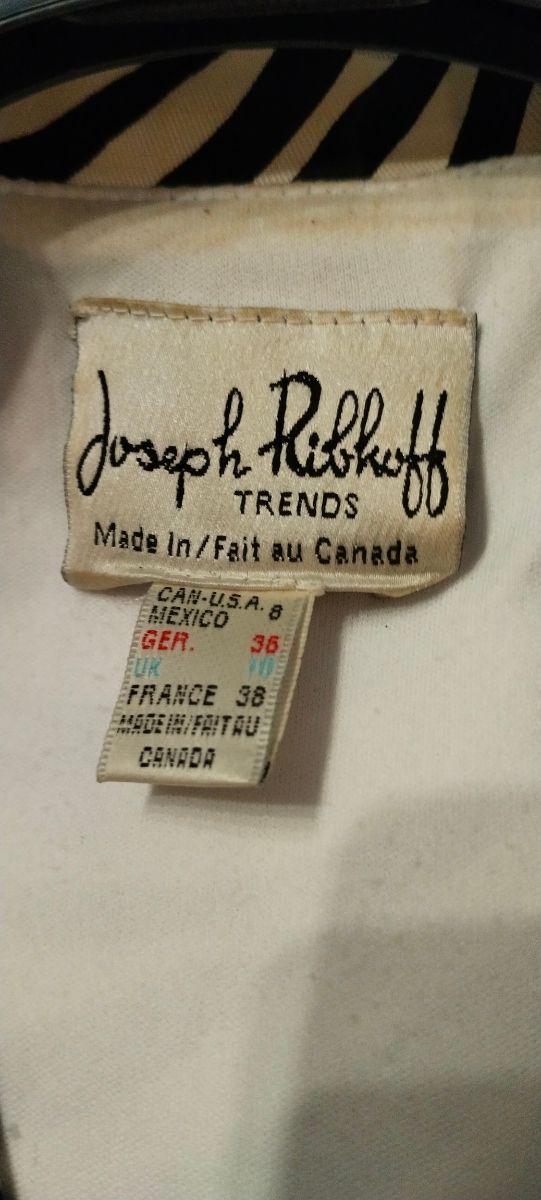 Joseph Ribkoff
TRENDS
Made In/Fait au Canada
CAN-U.S.A. 8
MEXICO
GER. 36
UK 10
FRANCE 38
MADE IN/FAIT AU
CANADA